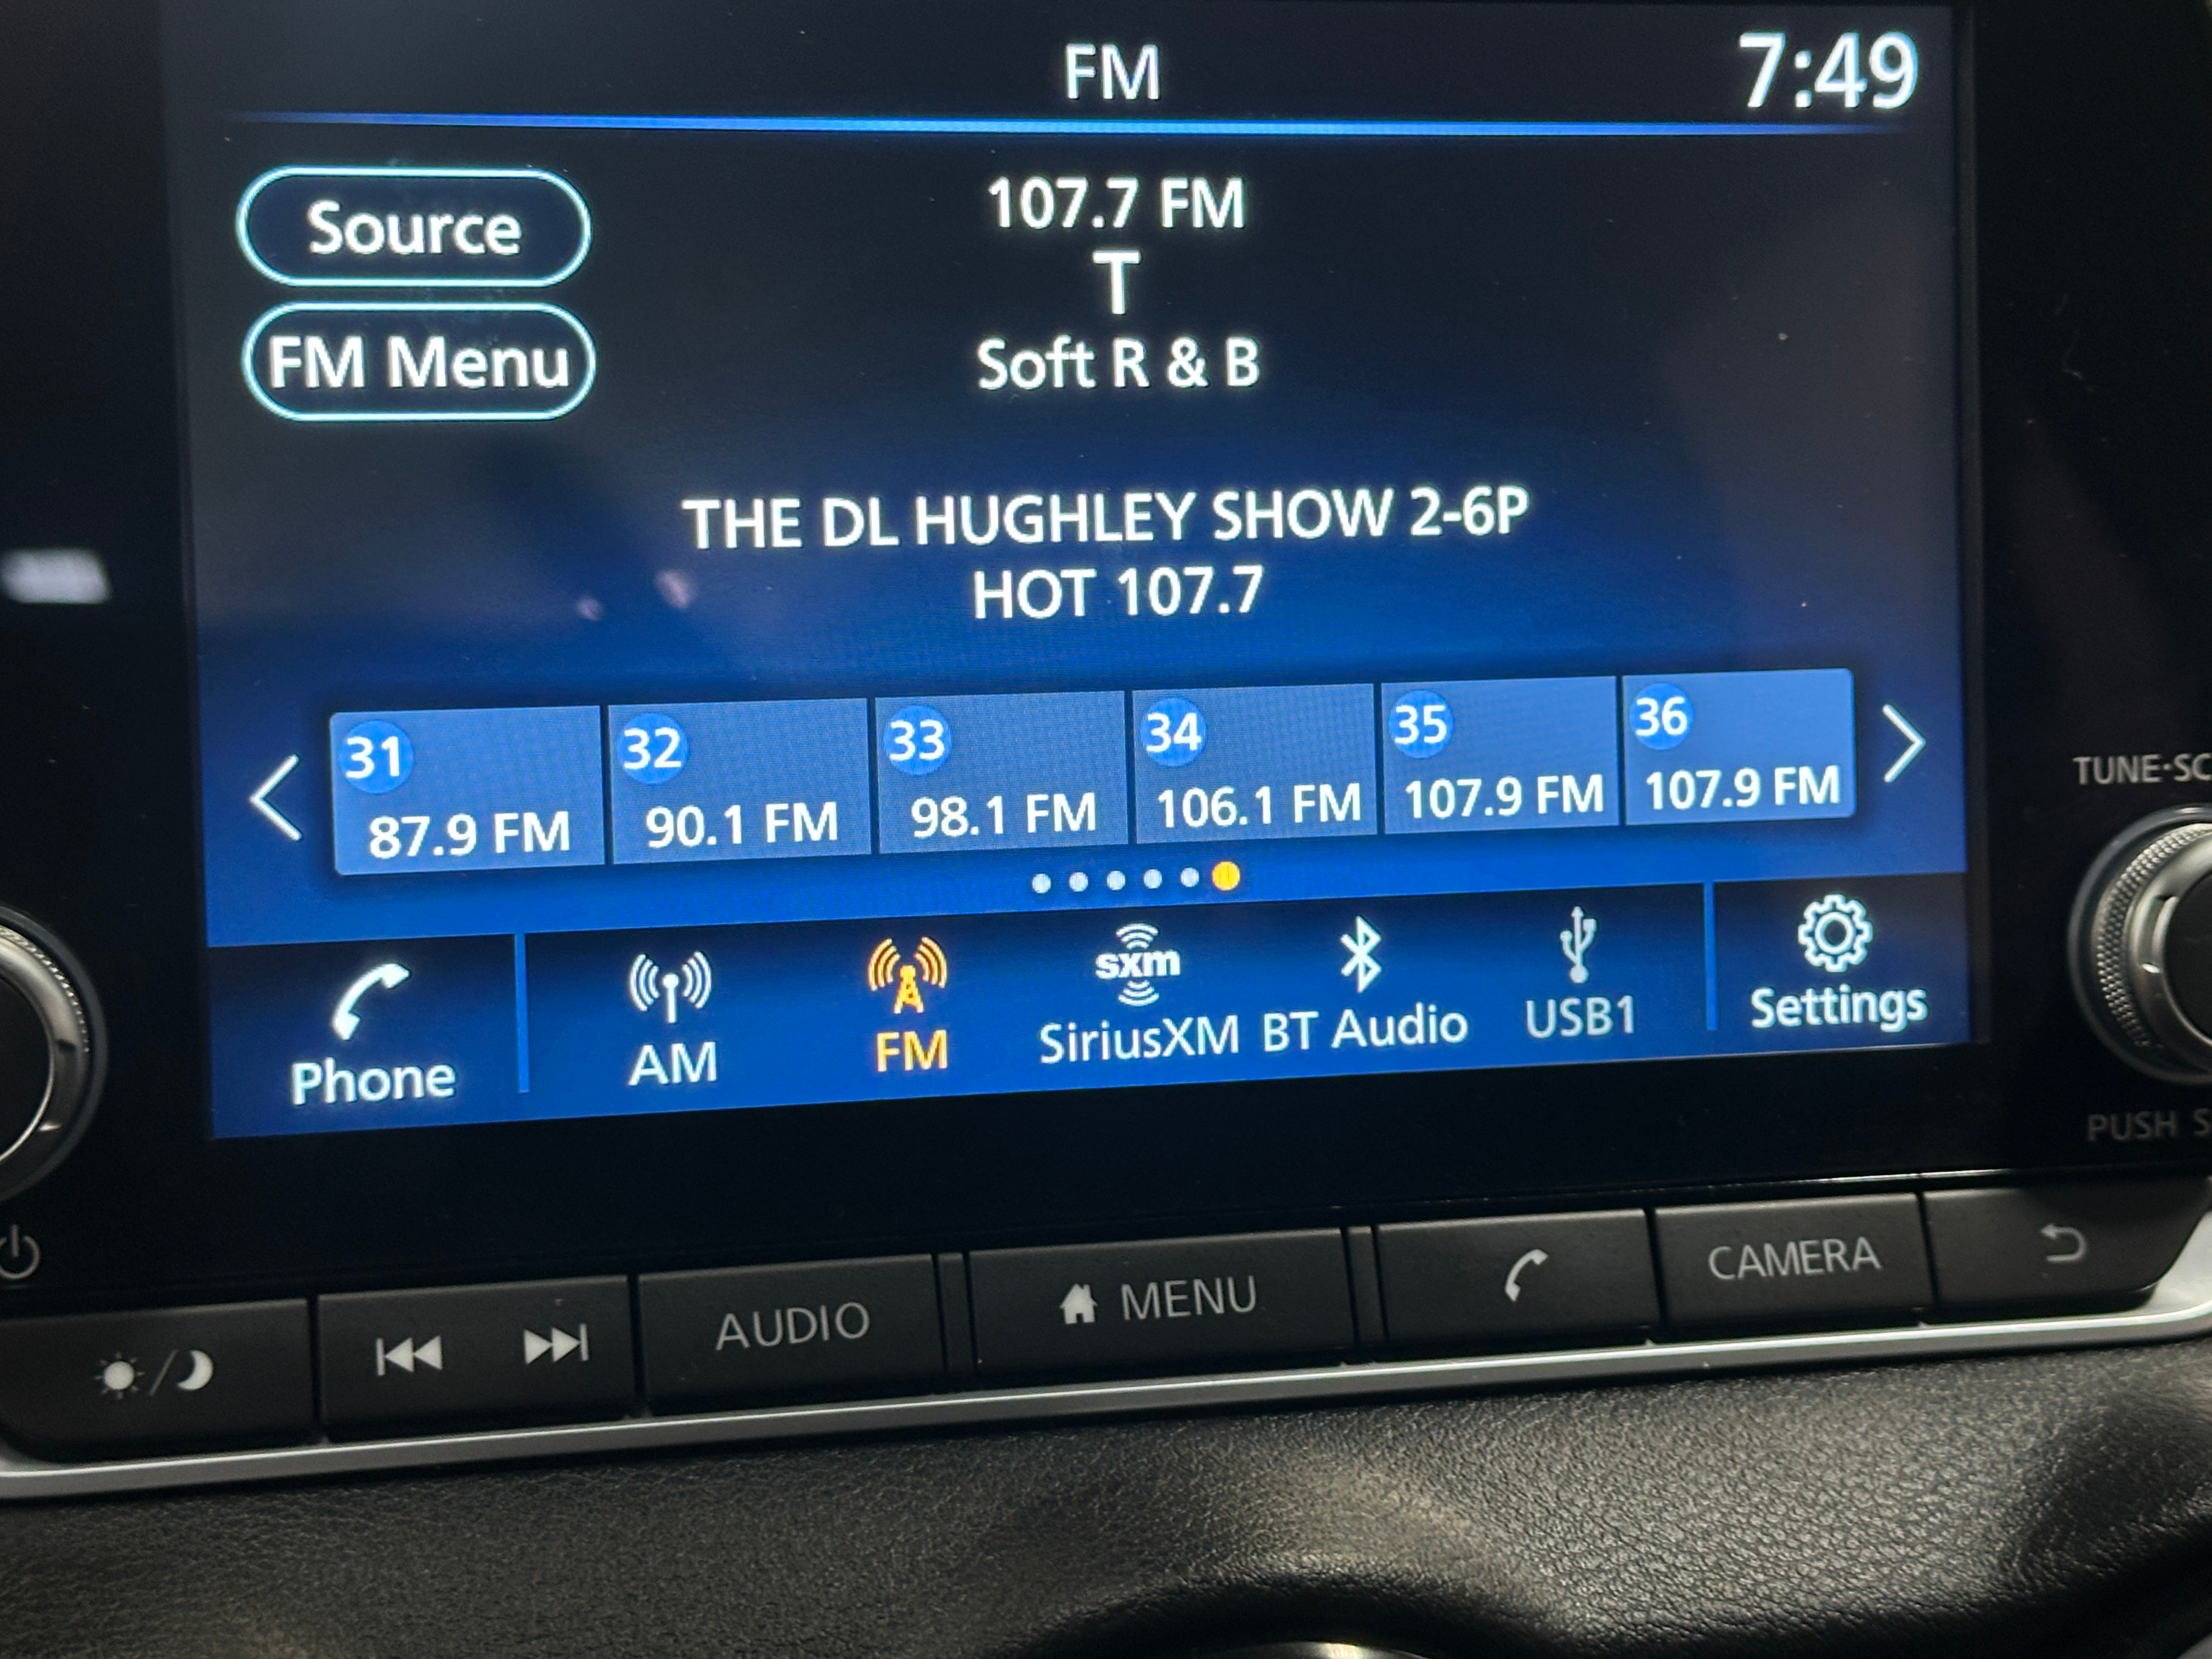 FM
7:49
Source
107.7 FM
T
FM Menu
Soft R & B
THE DL HUGHLEY SHOW 2-6P
HOT 107.7
31
32
33
34
35
36
87.9 FM
90.1 FM
98.1 FM
106.1 FM
107.9 FM
107.9 FM
TUNE·SC
sxm
Phone
AM
FM
SiriusXM
BT Audio
USB1
Settings
PUSH S
AUDIO
MENU
CAMERA